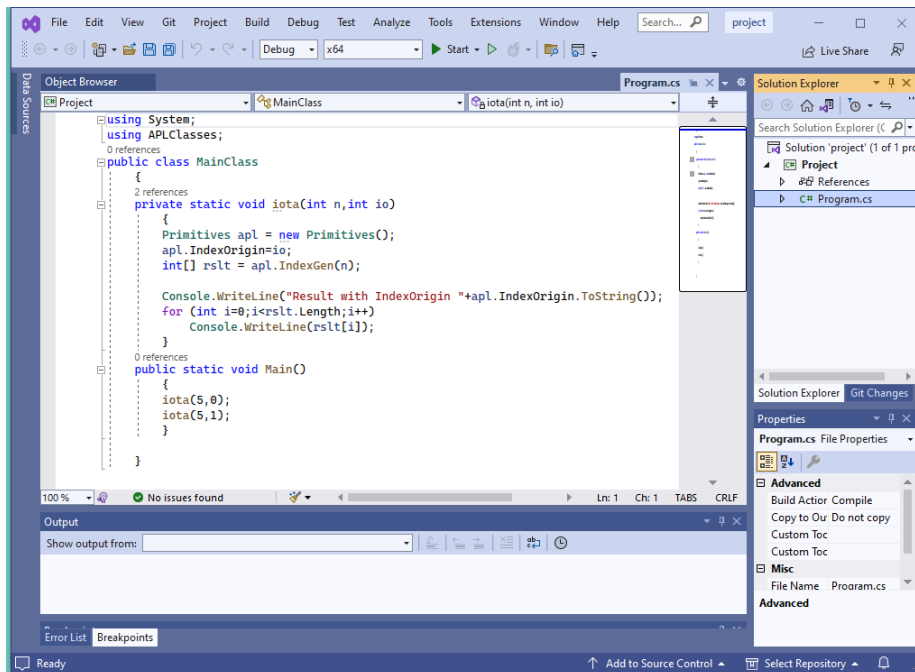 File Edit View Git Project Build Debug Test Analyze Tools Extensions Window Help Search... project
Debug x64 Start Live Share
Data Sources
Object Browser
Program.cs
Project MainClass iota(int n, int io)
using System;
using APLClasses;
0 references
public class MainClass
{
2 references
private static void iota(int n,int io)
{
Primitives apl = new Primitives();
apl.IndexOrigin=io;
int[] rslt = apl.IndexGen(n);
Console.WriteLine("Result with IndexOrigin "+apl.IndexOrigin.ToString());
for (int i=0;i<rslt.Length;i++)
Console.WriteLine(rslt[i]);
}
0 references
public static void Main()
{
iota(5,0);
iota(5,1);
}
}
100 % No issues found Ln: 1 Ch: 1 TABS CRLF
Output
Show output from:
Error List Breakpoints
Solution Explorer
Search Solution Explorer (C
Solution 'project' (1 of 1 pro
C# Project
References
C# Program.cs
Solution Explorer Git Changes
Properties
Program.cs File Properties
Advanced
Build Action Compile
Copy to Ou Do not copy
Custom Toc
Custom Toc
Misc
File Name Program.cs
Advanced
Ready Add to Source Control Select Repository